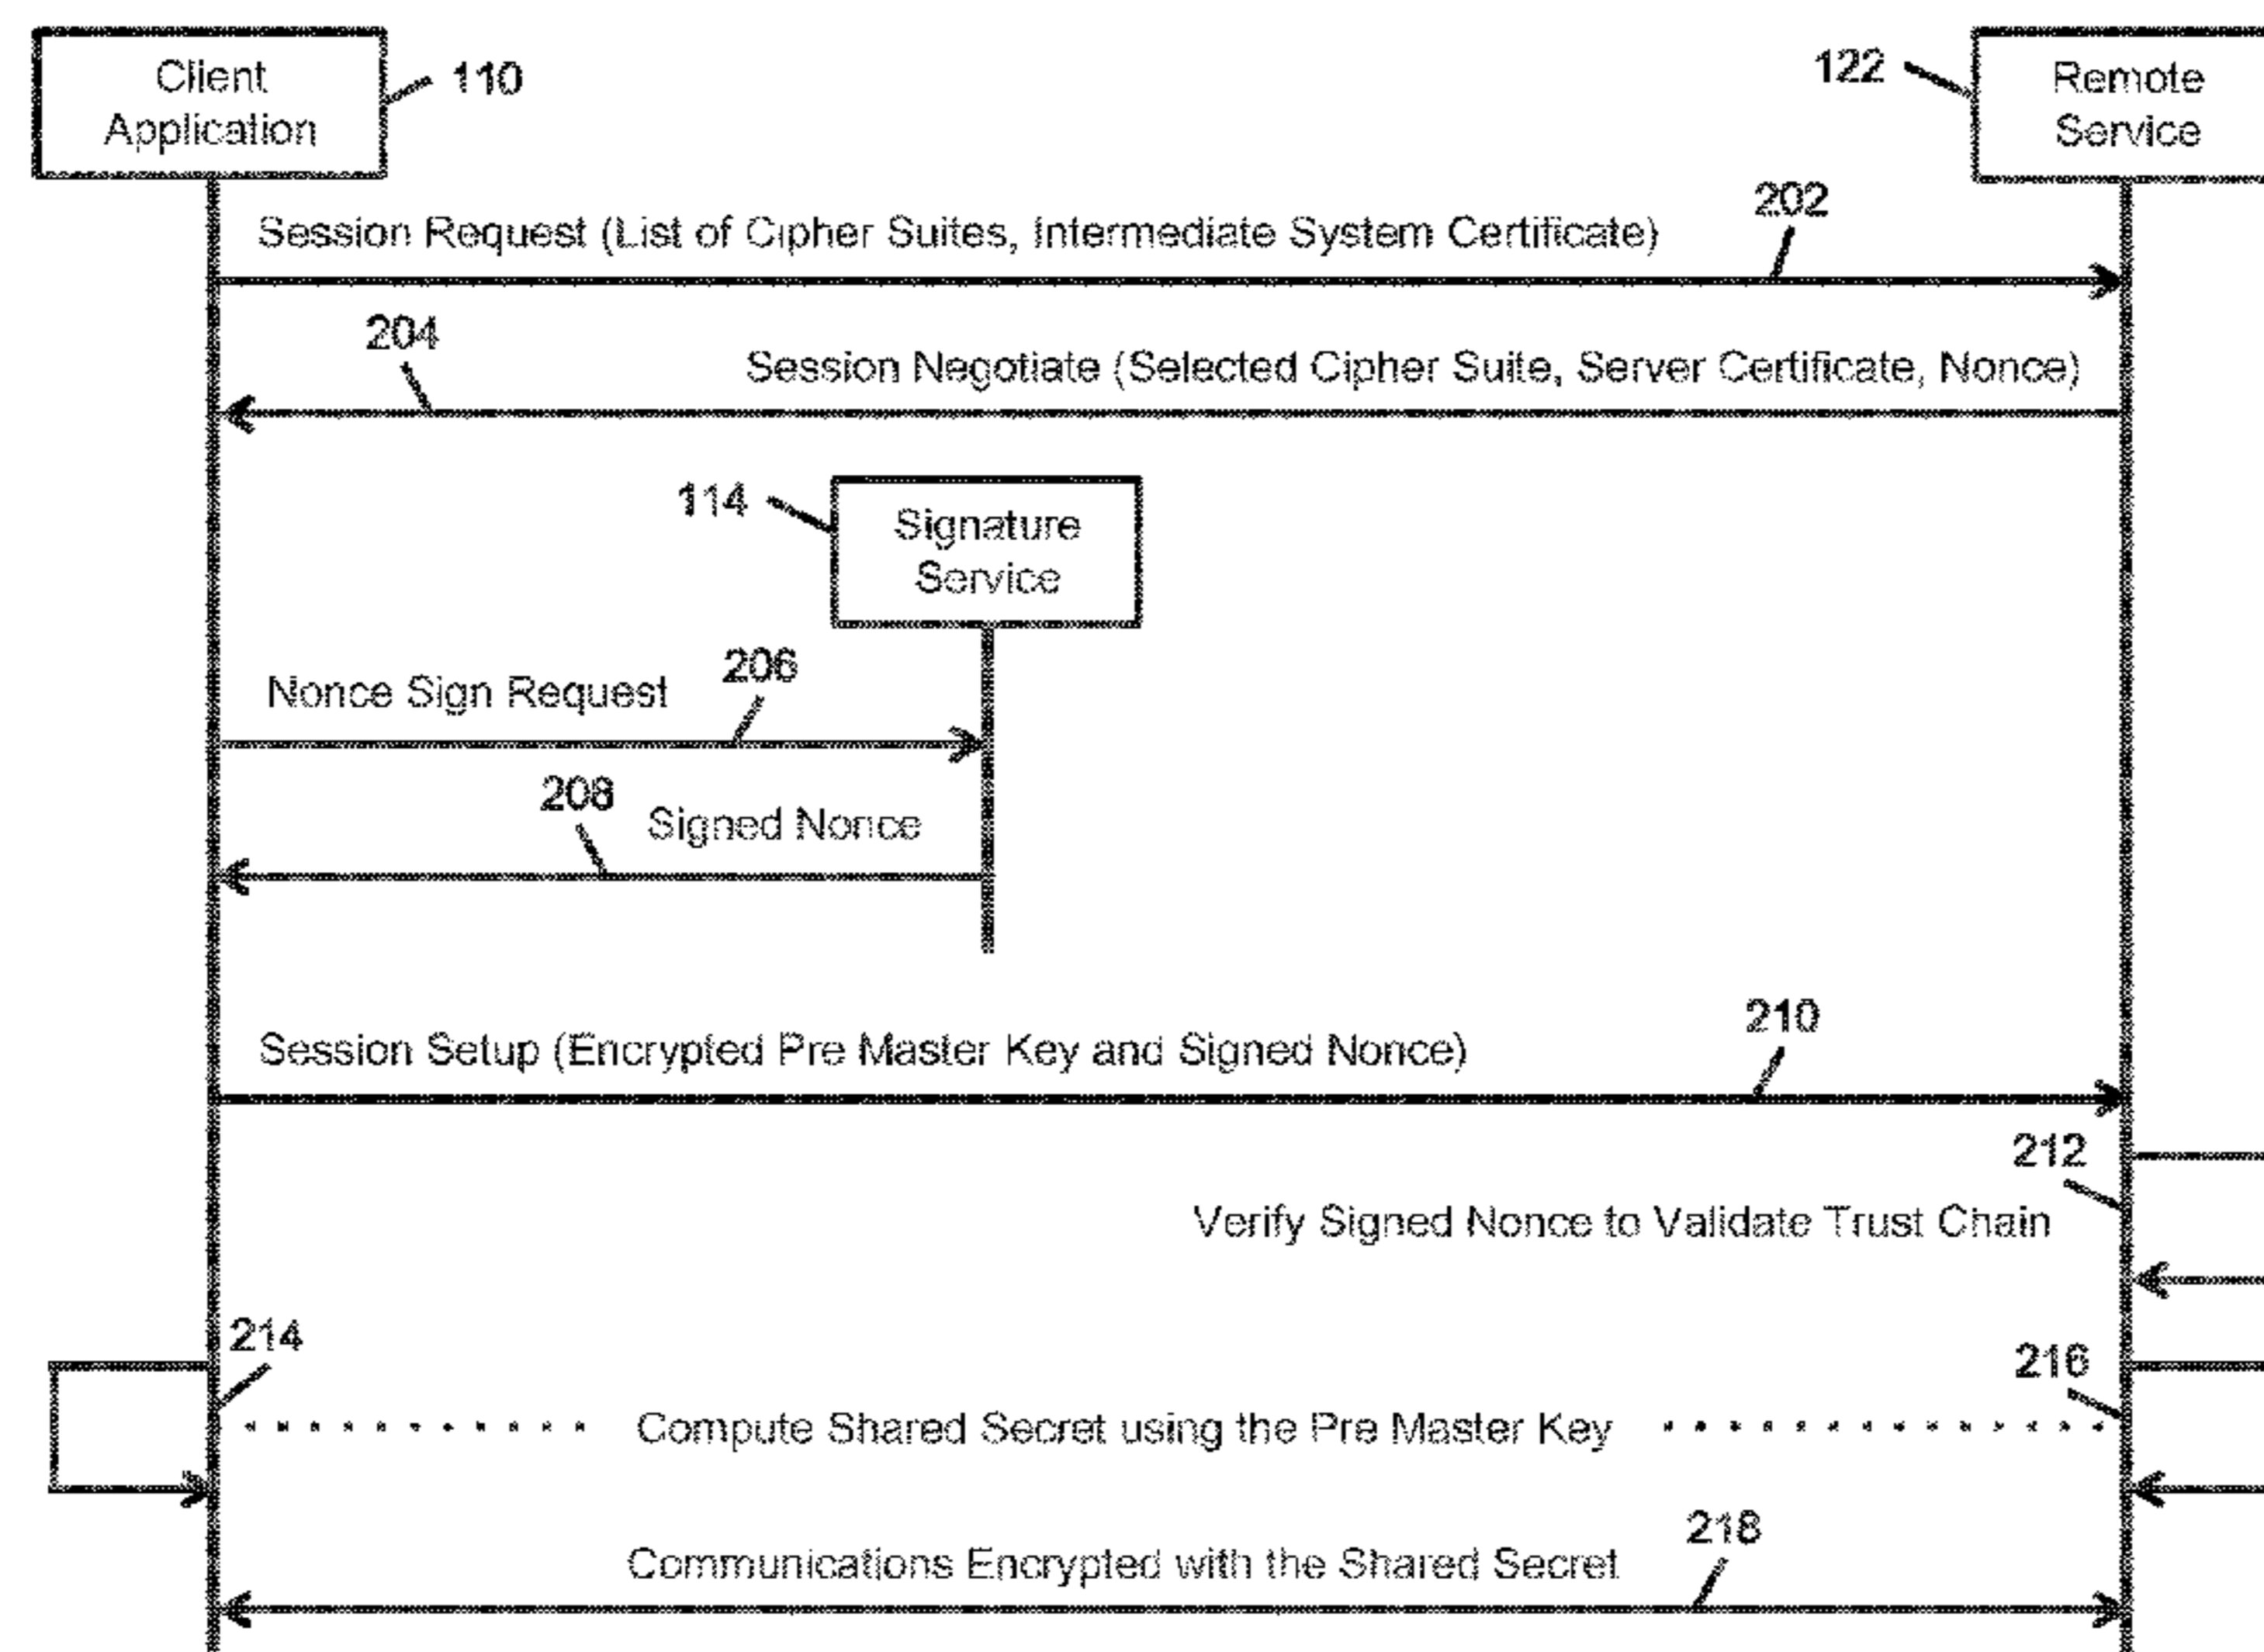 Client
Application
110
122
Remote
Service
202
Session Request (List of Cipher Suites, Intermediate System Certificate)
204
Session Negotiate (Selected Cipher Suite, Server Certificate, Nonce)
114
Signature
Service
206
Nonce Sign Request
208
Signed Nonce
210
Session Setup (Encrypted Pre Master Key and Signed Nonce)
212
Verify Signed Nonce to Validate Trust Chain
214
216
Compute Shared Secret using the Pre Master Key
218
Communications Encrypted with the Shared Secret